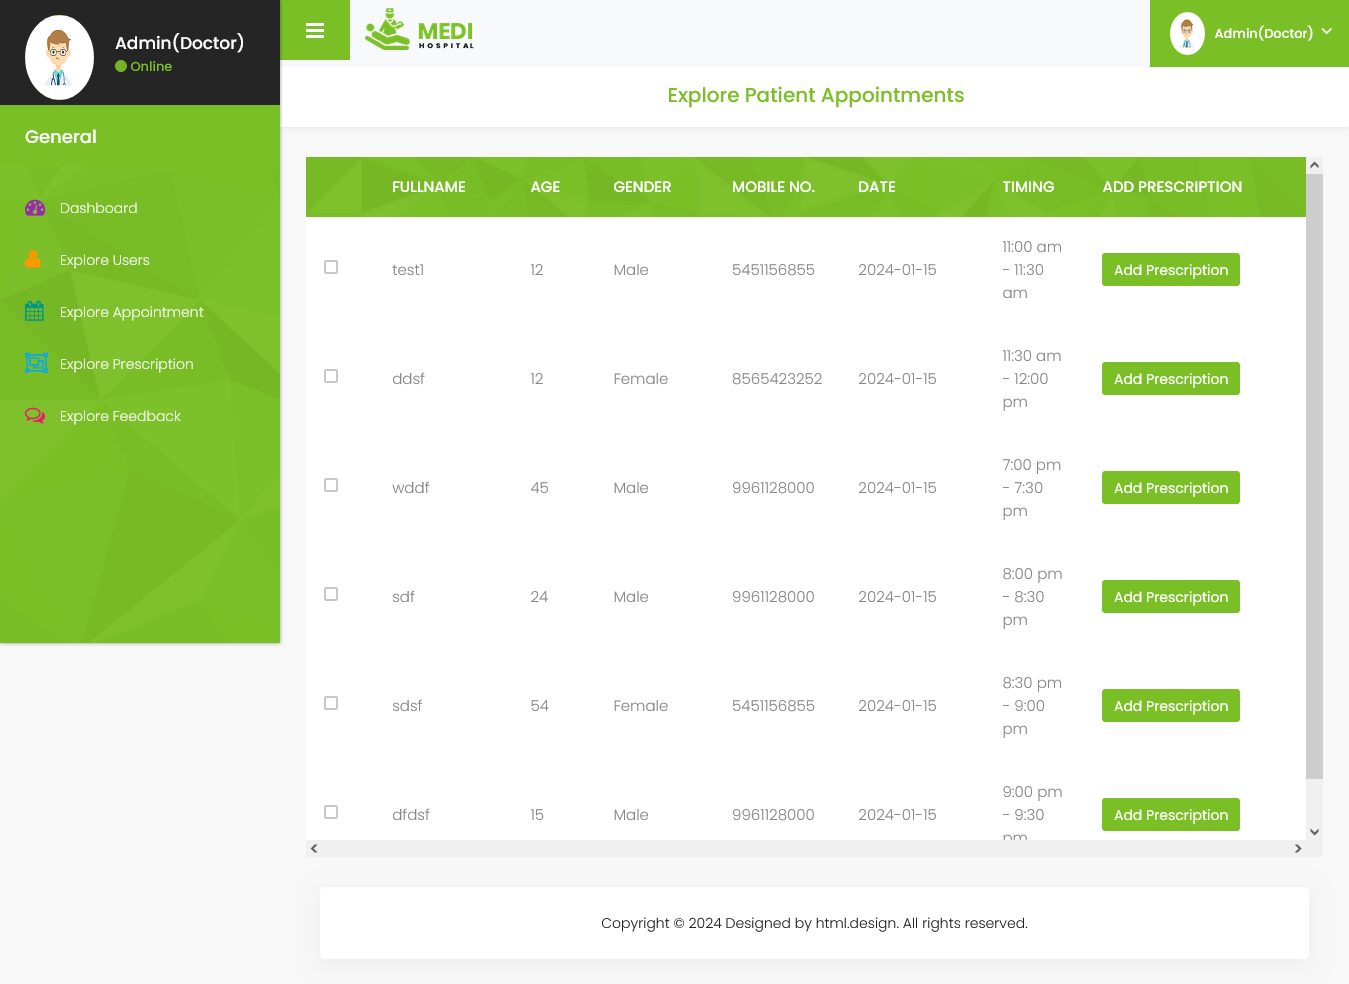 Admin(Doctor)
Online
General
Dashboard
Explore Users
Explore Appointment
Explore Prescription
Explore Feedback
MEDI
HOSPITAL
Admin(Doctor)
Explore Patient Appointments
FULLNAME AGE GENDER MOBILE NO. DATE TIMING ADD PRESCRIPTION
test1 12 Male 5451156855 2024-01-15 11:00 am - 11:30 am Add Prescription
ddsf 12 Female 8565423252 2024-01-15 11:30 am - 12:00 pm Add Prescription
wddf 45 Male 9961128000 2024-01-15 7:00 pm - 7:30 pm Add Prescription
sdf 24 Male 9961128000 2024-01-15 8:00 pm - 8:30 pm Add Prescription
sdsf 54 Female 5451156855 2024-01-15 8:30 pm - 9:00 pm Add Prescription
dfdsf 15 Male 9961128000 2024-01-15 9:00 pm - 9:30 pm Add Prescription
Copyright © 2024 Designed by html.design. All rights reserved.